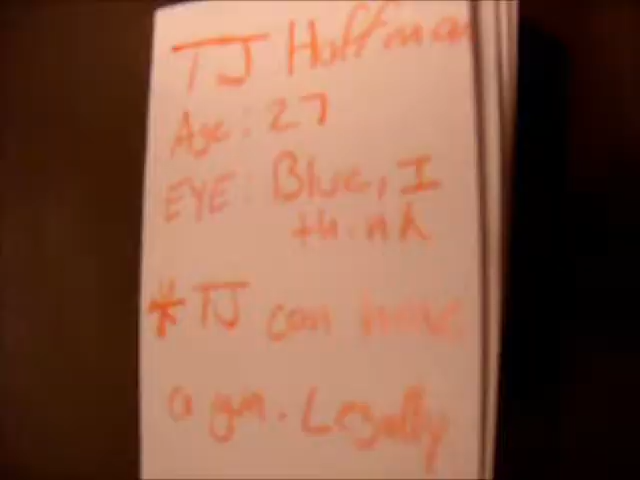 TJ Hoffman
Age: 27
EYE: Blue, I
think
*TJ can have
a gun. Legally